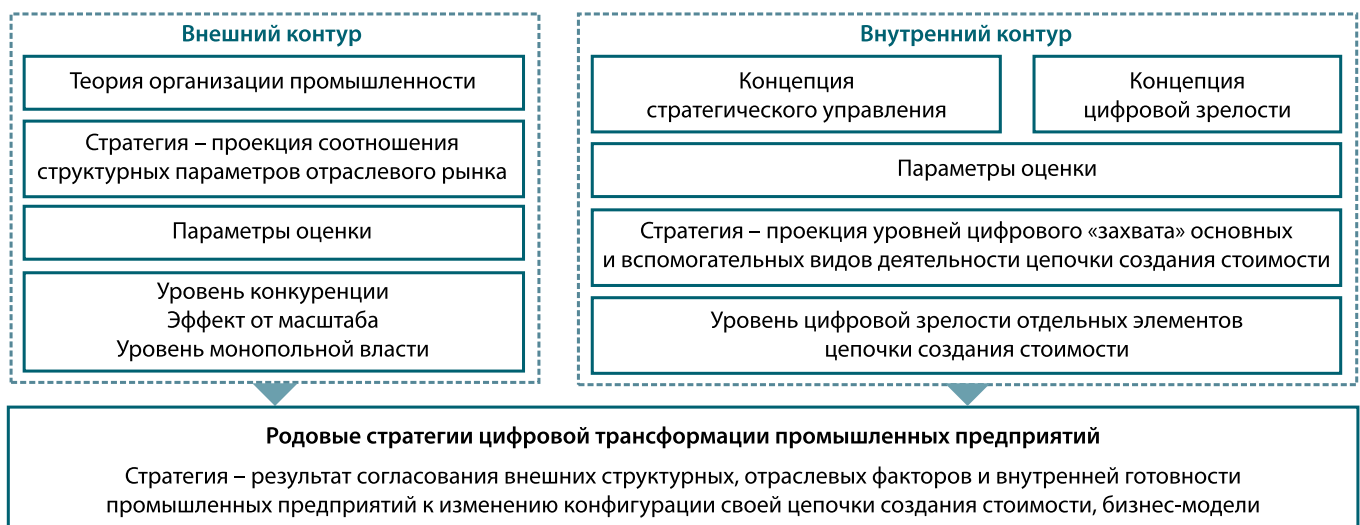 Внешний контур
Теория организации промышленности
Стратегия – проекция соотношения
структурных параметров отраслевого рынка
Параметры оценки
Уровень конкуренции
Эффект от масштаба
Уровень монопольной власти
Внутренний контур
Концепция
стратегического управления
Концепция
цифровой зрелости
Параметры оценки
Стратегия – проекция уровней цифрового «захвата» основных
и вспомогательных видов деятельности цепочки создания стоимости
Уровень цифровой зрелости отдельных элементов
цепочки создания стоимости
Родовые стратегии цифровой трансформации промышленных предприятий
Стратегия – результат согласования внешних структурных, отраслевых факторов и внутренней готовности
промышленных предприятий к изменению конфигурации своей цепочки создания стоимости, бизнес-модели